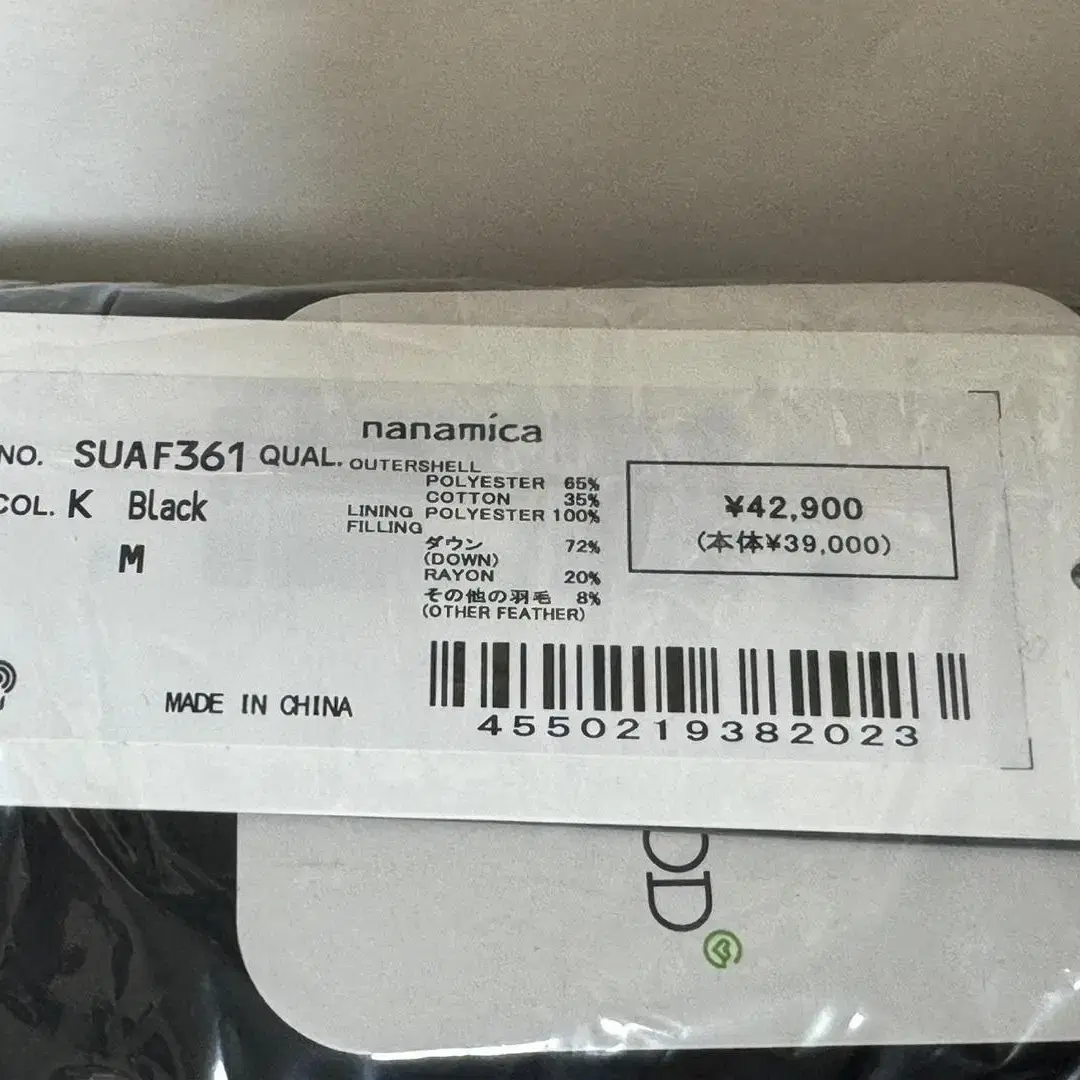 nanamica
NO. SUAF361 QUAL.
COL. K Black
M
OUTERSHELL
POLYESTER 65%
COTTON 35%
LINING POLYESTER 100%
FILLING
ダウン 72%
(DOWN)
RAYON 20%
その他の羽毛 8%
(OTHER FEATHER)
¥42,900
(本体¥39,000)
MADE IN CHINA
4550219382023